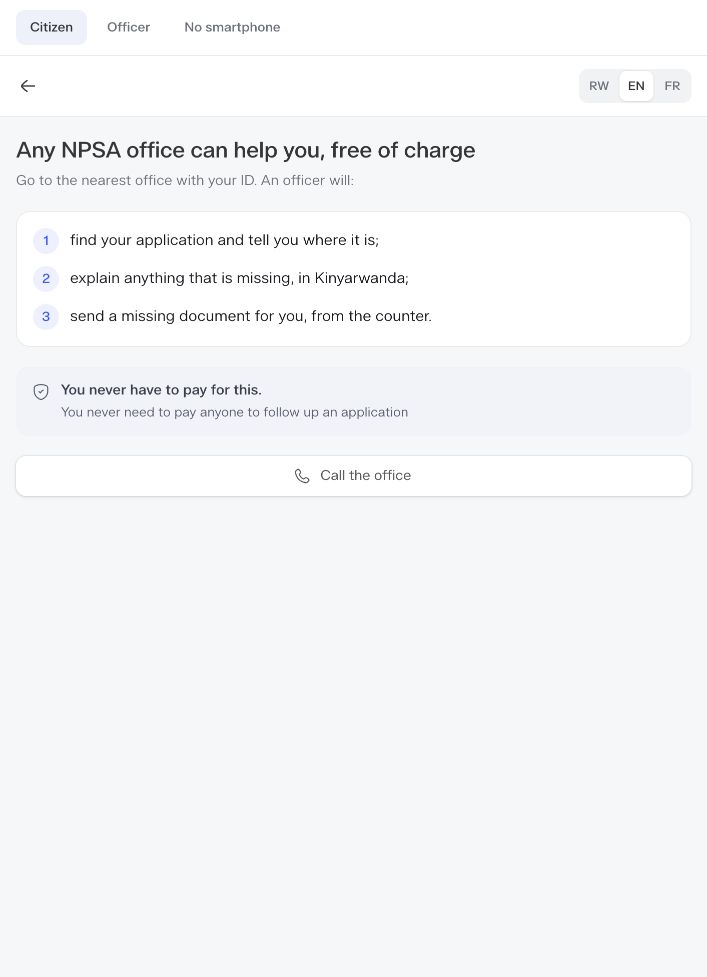 Citizen
Officer
No smartphone
RW
EN
FR
Any NPSA office can help you, free of charge
Go to the nearest office with your ID. An officer will:
1 find your application and tell you where it is;
2 explain anything that is missing, in Kinyarwanda;
3 send a missing document for you, from the counter.
You never have to pay for this.
You never need to pay anyone to follow up an application
Call the office